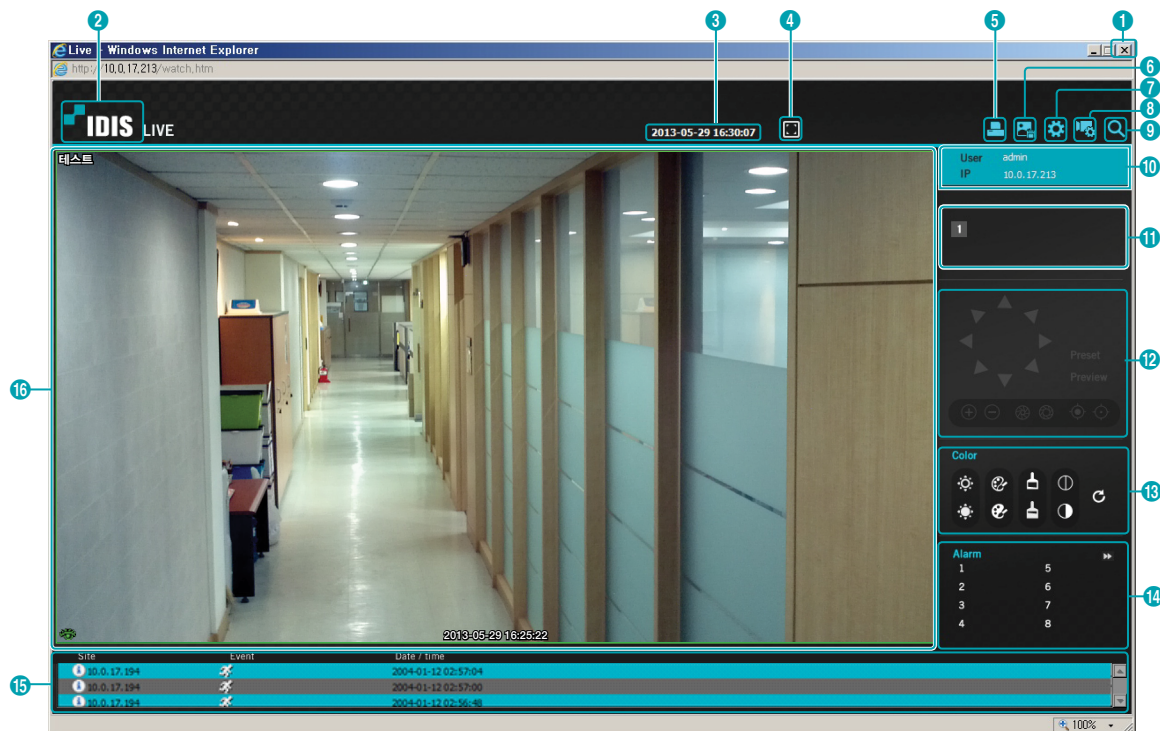 2
3
4
5
1
Live - Windows Internet Explorer
http://10.0.17.213/watch.htm
6
7
8
9
IDIS LIVE
2013-05-29 16:30:07
테스트
User admin
IP 10.0.17.213
10
1
11
Preset
Preview
12
16
Color
13
Alarm
1 5
2 6
3 7
4 8
14
2013-05-29 16:25:22
Site Event Date / time
10.0.17.194 2004-01-12 02:57:04
10.0.17.194 2004-01-12 02:57:00
10.0.17.194 2004-01-12 02:56:48
15
100%